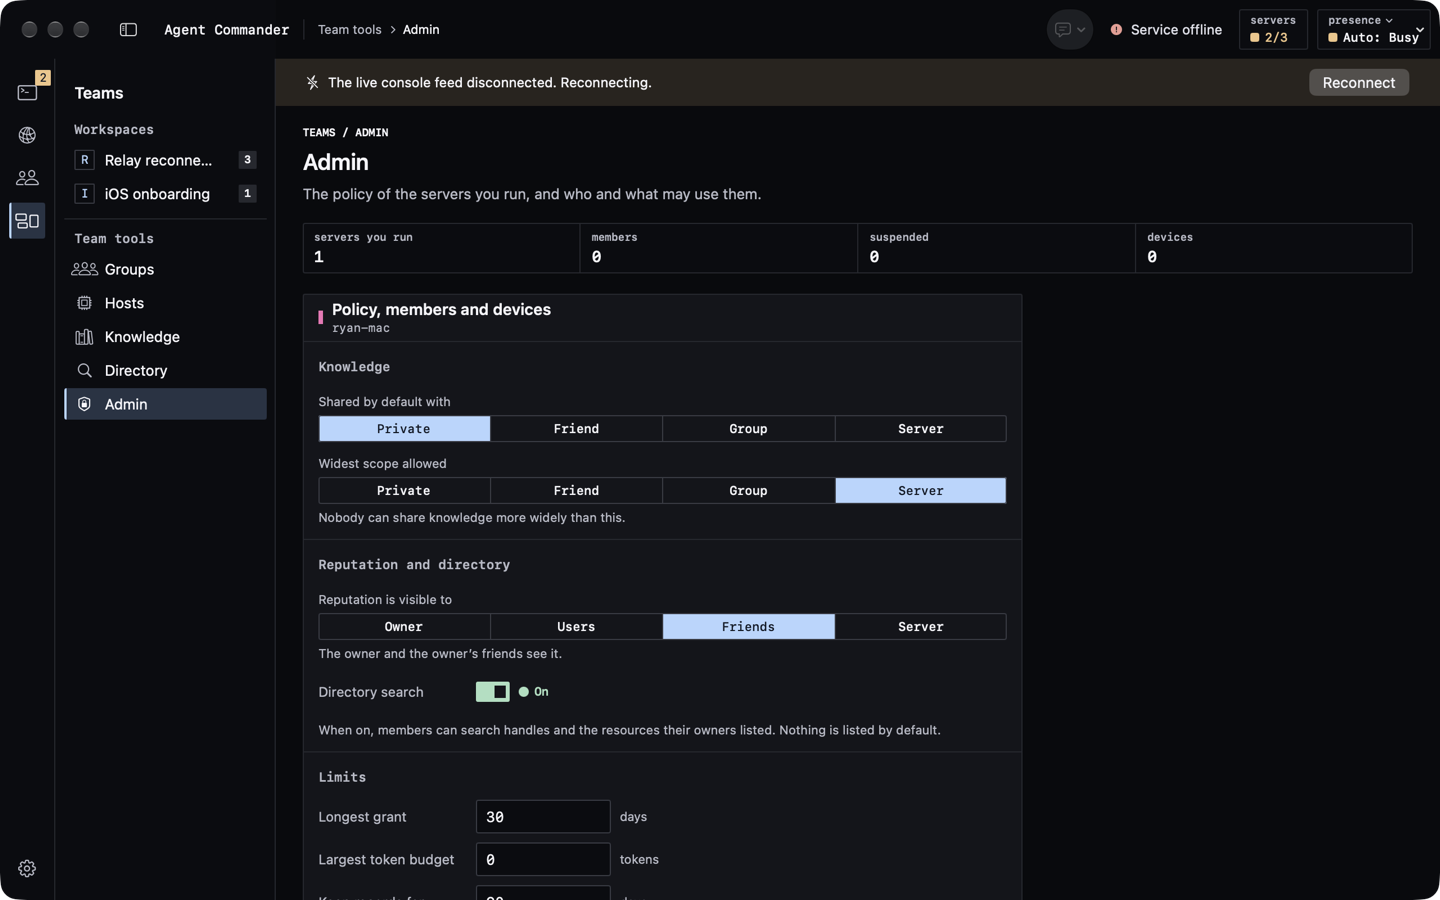 Agent Commander
Team tools > Admin
Service offline
servers
2/3
presence
Auto: Busy
2
Teams
Workspaces
R Relay reconne... 3
I iOS onboarding 1
Team tools
Groups
Hosts
Knowledge
Directory
Admin
The live console feed disconnected. Reconnecting.
Reconnect
TEAMS / ADMIN
Admin
The policy of the servers you run, and who and what may use them.
servers you run
1
members
0
suspended
0
devices
0
Policy, members and devices
ryan-mac
Knowledge
Shared by default with
Private Friend Group Server
Widest scope allowed
Private Friend Group Server
Nobody can share knowledge more widely than this.
Reputation and directory
Reputation is visible to
Owner Users Friends Server
The owner and the owner's friends see it.
Directory search On
When on, members can search handles and the resources their owners listed. Nothing is listed by default.
Limits
Longest grant 30 days
Largest token budget 0 tokens